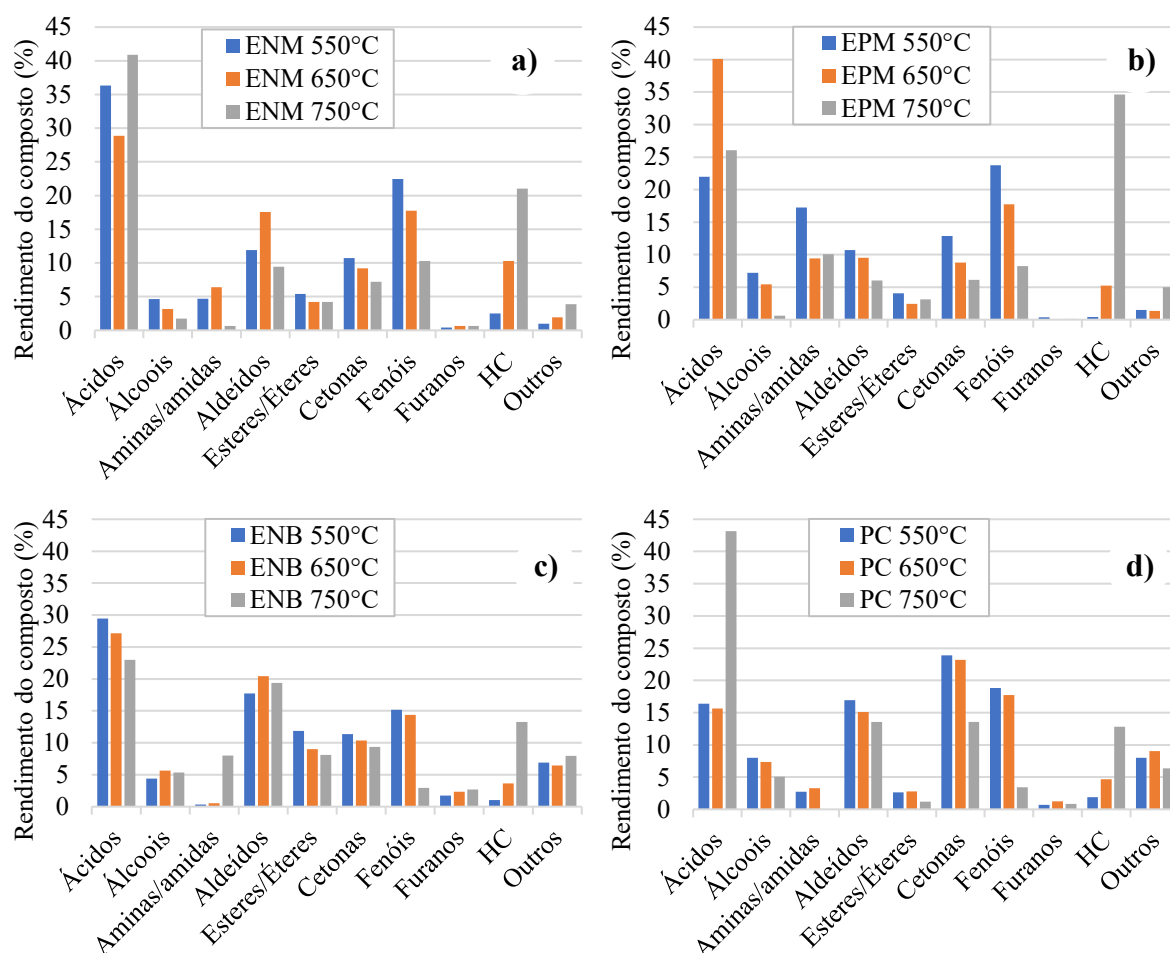 Rendimento do composto (%)
45
40
35
30
25
20
15
10
5
0
ENM 550°C
ENM 650°C
ENM 750°C
a)
Ácidos
Álcoois
Aminas/amidas
Aldeídos
Esteres/Éteres
Cetonas
Fenóis
Furanos
HC
Outros
Rendimento do composto (%)
45
40
35
30
25
20
15
10
5
0
EPM 550°C
EPM 650°C
EPM 750°C
b)
Ácidos
Álcoois
Aminas/amidas
Aldeídos
Esteres/Éteres
Cetonas
Fenóis
Furanos
HC
Outros
Rendimento do composto (%)
45
40
35
30
25
20
15
10
5
0
ENB 550°C
ENB 650°C
ENB 750°C
c)
Ácidos
Álcoois
Aminas/amidas
Aldeídos
Esteres/Éteres
Cetonas
Fenóis
Furanos
HC
Outros
Rendimento do composto (%)
45
40
35
30
25
20
15
10
5
0
PC 550°C
PC 650°C
PC 750°C
d)
Ácidos
Álcoois
Aminas/amidas
Aldeídos
Esteres/Éteres
Cetonas
Fenóis
Furanos
HC
Outros